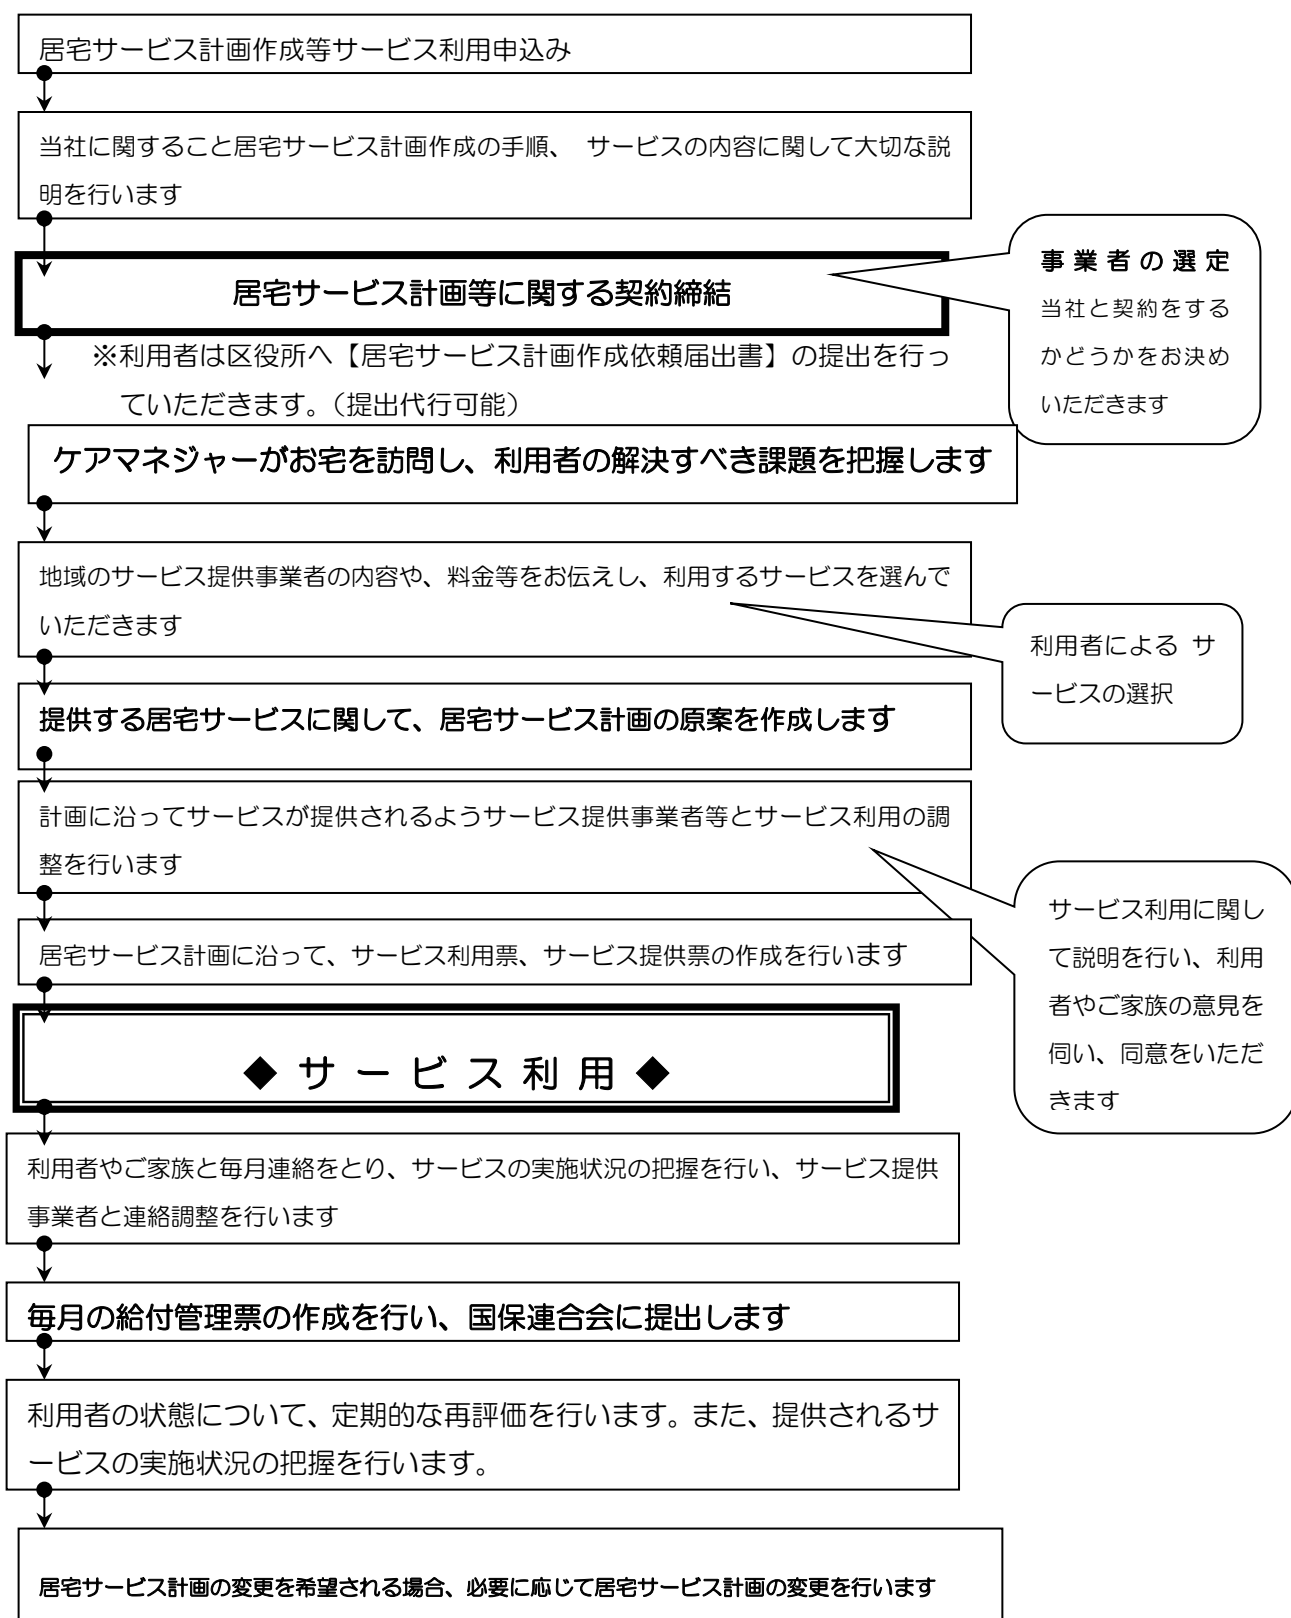 居宅サービス計画作成等サービス利用申込み
当社に関すること居宅サービス計画作成の手順、 サービスの内容に関して大切な説
明を行います
居宅サービス計画等に関する契約締結
事業者の選定
当社と契約をする
かどうかをお決め
いただきます
※利用者は区役所へ【居宅サービス計画作成依頼届出書】の提出を行っ
ていただきます。（提出代行可能）
ケアマネジャーがお宅を訪問し、利用者の解決すべき課題を把握します
地域のサービス提供事業者の内容や、料金等をお伝えし、利用するサービスを選んで
いただきます
利用者による サ
ービスの選択
提供する居宅サービスに関して、居宅サービス計画の原案を作成します
計画に沿ってサービスが提供されるようサービス提供事業者等とサービス利用の調
整を行います
サービス利用に関し
て説明を行い、利用
者やご家族の意見を
伺い、同意をいただ
きます
居宅サービス計画に沿って、サービス利用票、サービス提供票の作成を行います
◆ サ ー ビ ス 利 用 ◆
利用者やご家族と毎月連絡をとり、サービスの実施状況の把握を行い、サービス提供
事業者と連絡調整を行います
毎月の給付管理票の作成を行い、国保連合会に提出します
利用者の状態について、定期的な再評価を行います。また、提供されるサ
ービスの実施状況の把握を行います。
居宅サービス計画の変更を希望される場合、必要に応じて居宅サービス計画の変更を行います